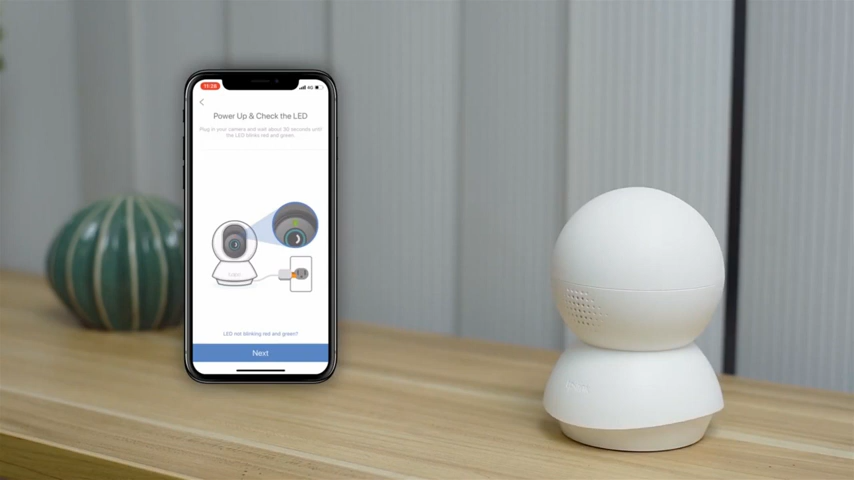 11:28
4G
Power Up & Check the LED
Plug in your camera and wait about 30 seconds until
the LED blinks red and green.
LED not blinking red and green?
Next